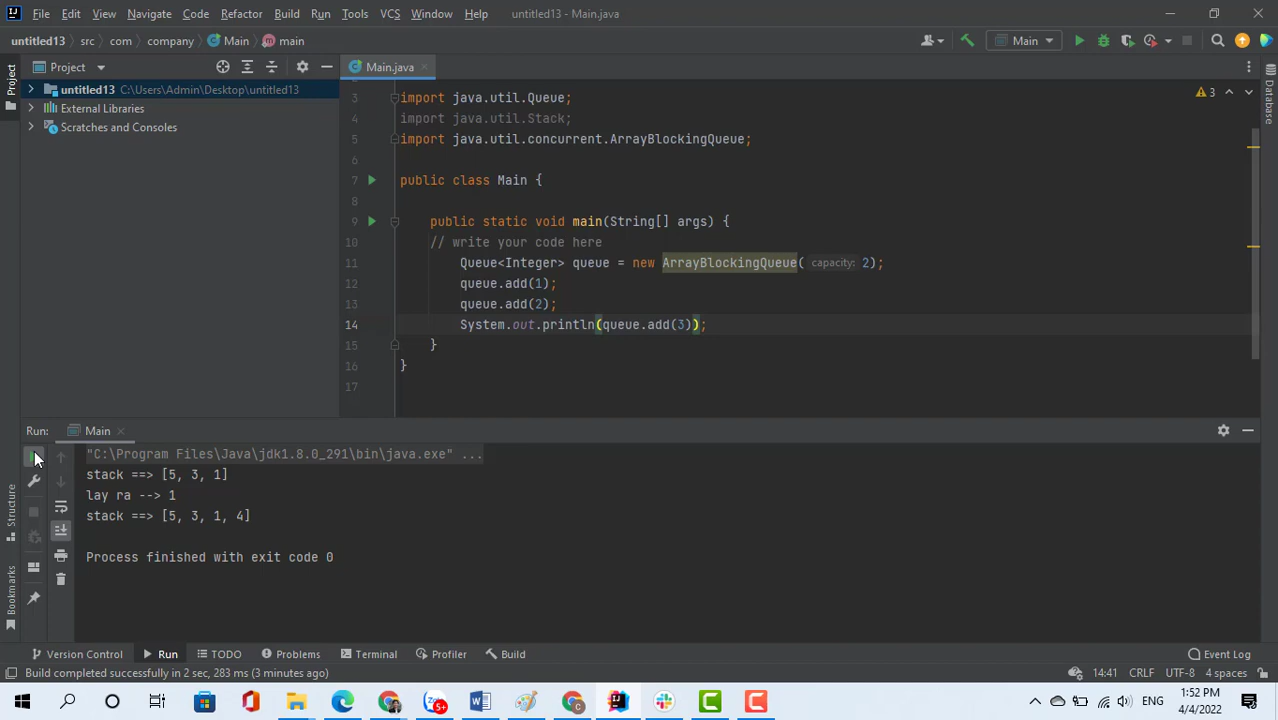 File Edit View Navigate Code Refactor Build Run Tools VCS Window Help untitled13 - Main.java
untitled13 src com company Main main Main
Project Main.java
untitled13 C:\Users\Admin\Desktop\untitled13
External Libraries
Scratches and Consoles
Project
Database
3
2
3 import java.util.Queue;
4 import java.util.Stack;
5 import java.util.concurrent.ArrayBlockingQueue;
6
7 public class Main {
8
9 public static void main(String[] args) {
10 // write your code here
11 Queue<Integer> queue = new ArrayBlockingQueue( capacity: 2);
12 queue.add(1);
13 queue.add(2);
14 System.out.println(queue.add(3));
15 }
16 }
17
Run: Main
"C:\Program Files\Java\jdk1.8.0_291\bin\java.exe" ...
stack ==> [5, 3, 1]
lay ra --> 1
stack ==> [5, 3, 1, 4]
Process finished with exit code 0
Structure
Bookmarks
Version Control Run TODO Problems Terminal Profiler Build Event Log
Build completed successfully in 2 sec, 283 ms (3 minutes ago) 14:41 CRLF UTF-8 4 spaces
5+ ENG 1:52 PM
4/4/2022